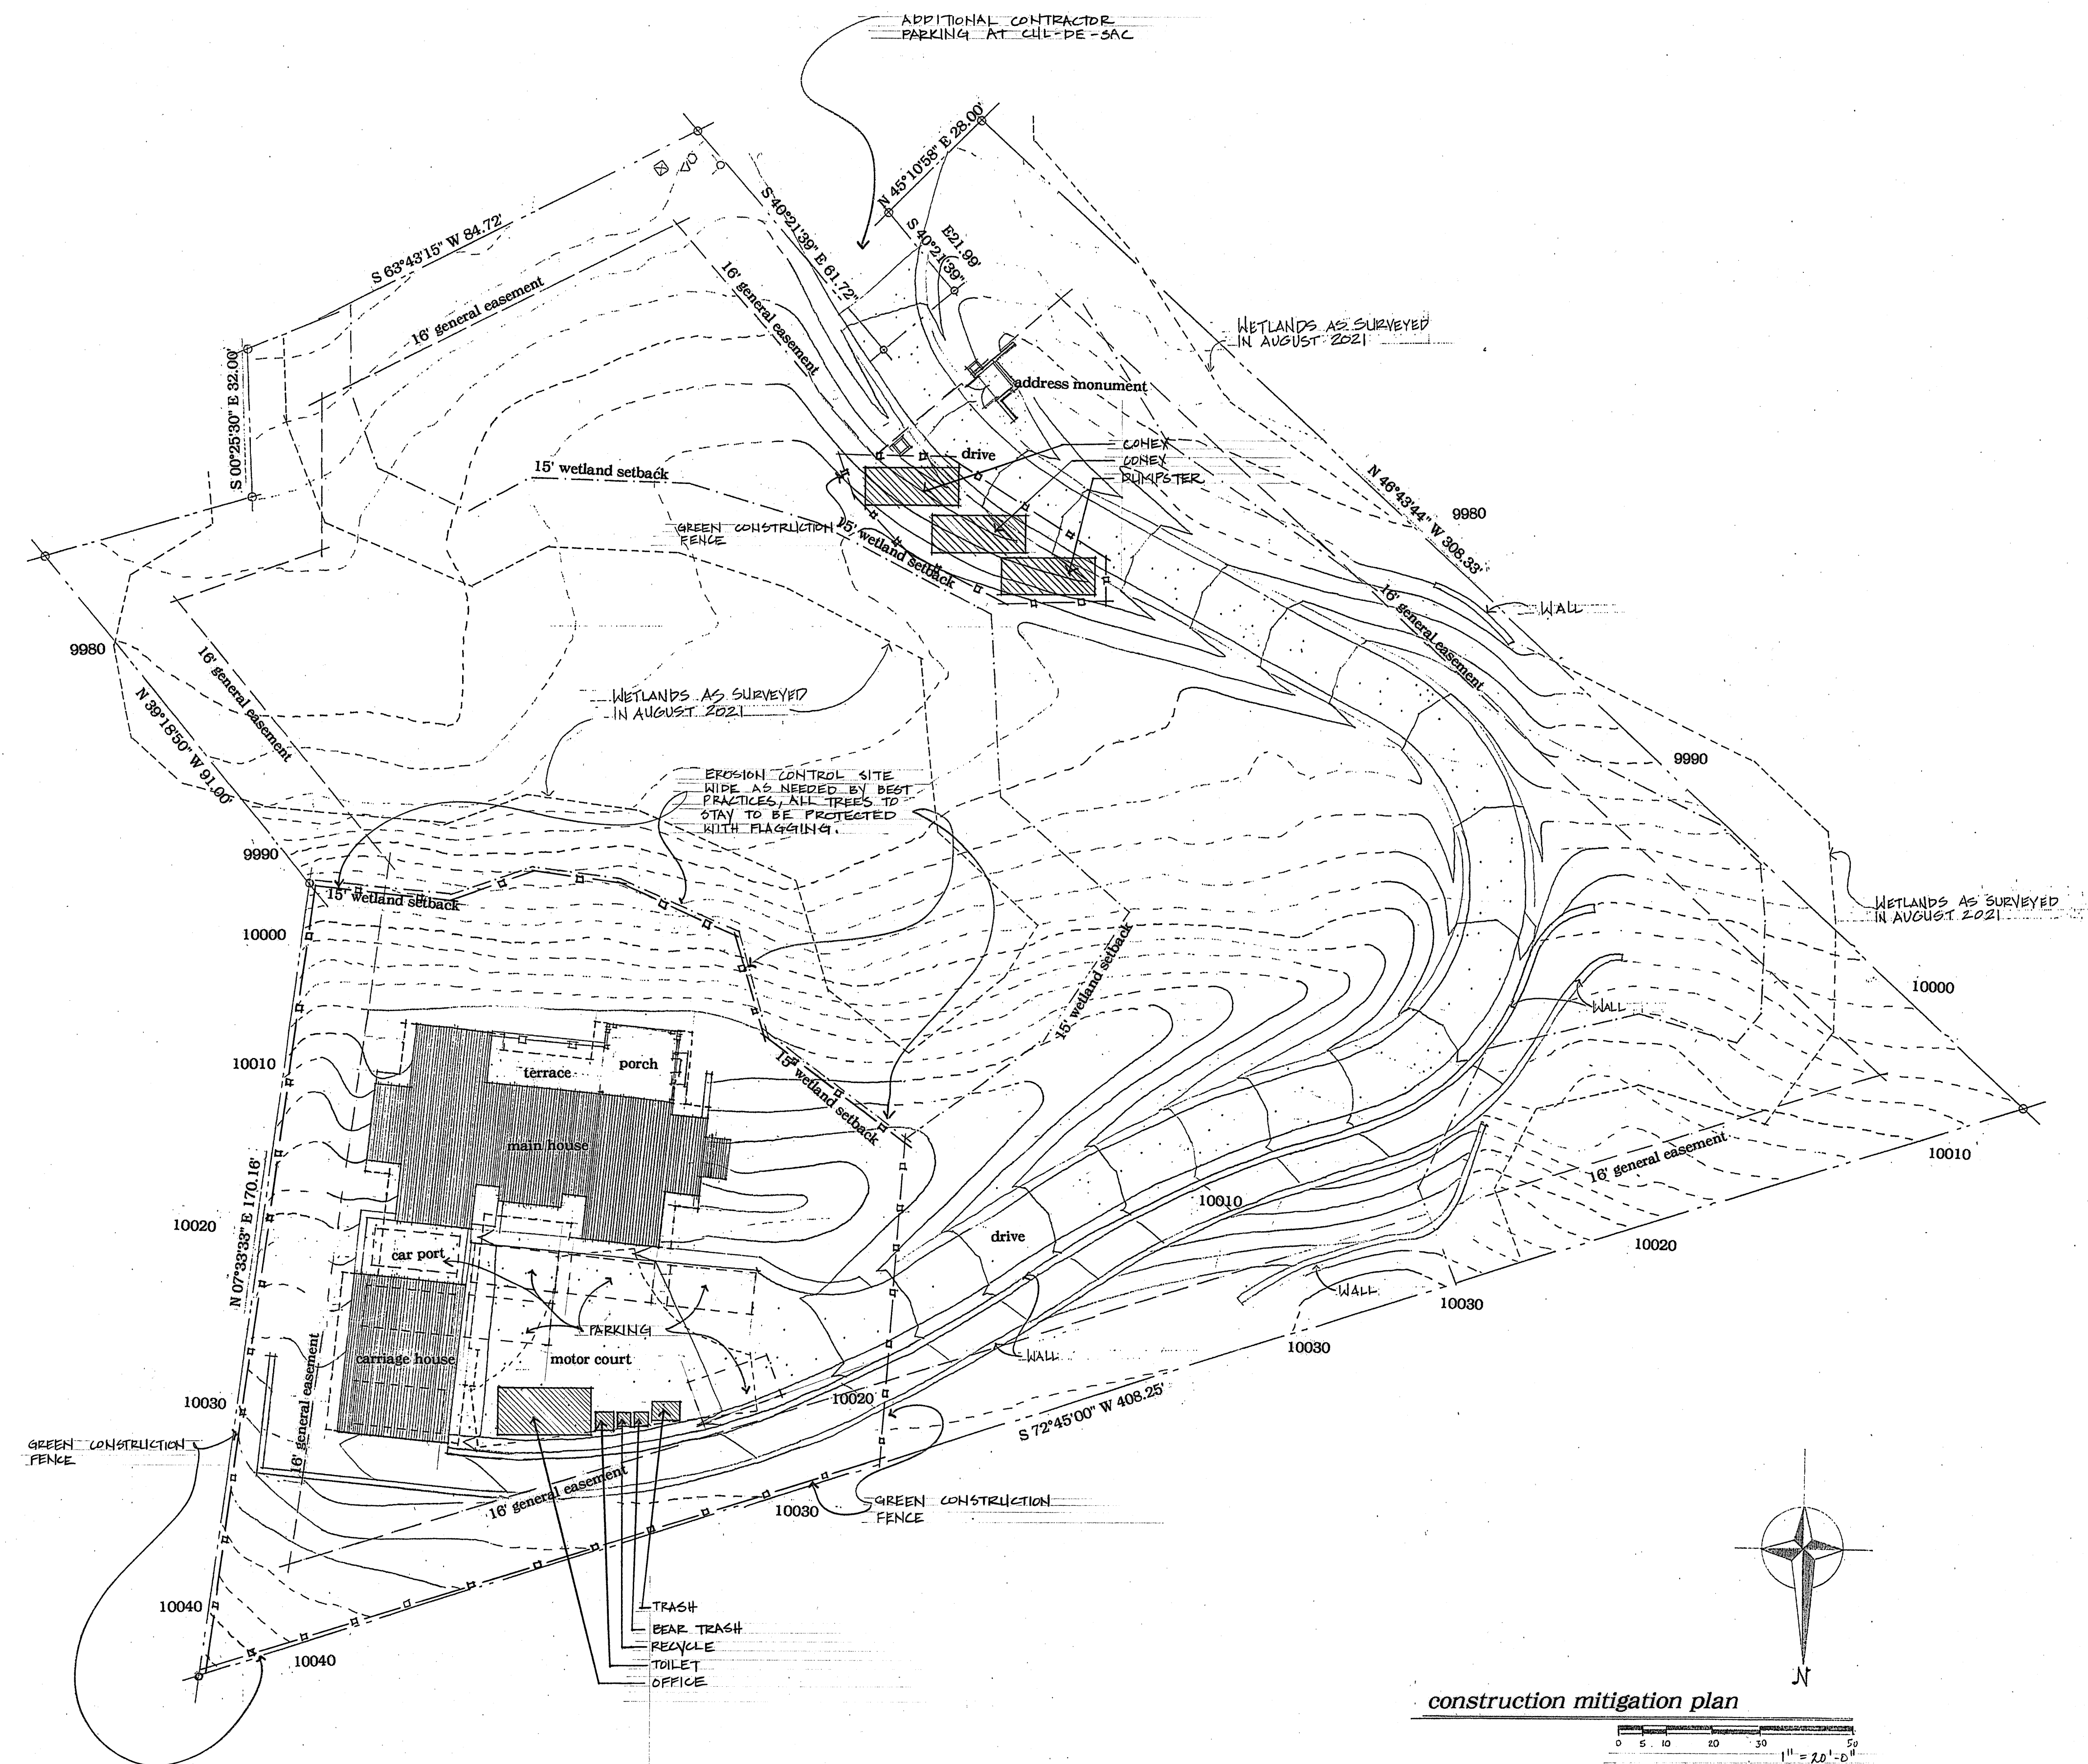 ADDITIONAL CONTRACTOR
PARKING AT CUL-DE-SAC
N 45°10'58" E 28.00'
S 40°21'39" E 61.72'
S 40°21'39"
E21.99'
S 63°43'15" W 84.72'
16' general easement
16' general easement
WETLANDS AS SURVEYED
IN AUGUST 2021
S 00°25'30" E 32.00'
address monument
CONEX
CONEX
DUMPSTER
drive
15' wetland setback
N 46°43'44" W 308.33'
9980
GREEN CONSTRUCTION
FENCE
15' wetland setback
16' general easement
WALL
9980
16' general easement
N 39°18'50" W 91.00'
WETLANDS AS SURVEYED
IN AUGUST 2021
9990
EROSION CONTROL SITE
WIDE AS NEEDED BY BEST
PRACTICES, ALL TREES TO
STAY TO BE PROTECTED
WITH FLAGGING.
9990
15' wetland setback
WETLANDS AS SURVEYED
IN AUGUST 2021
10000
15' wetland setback
10000
WALL
10010
terrace
porch
15' wetland setback
main house
16' general easement
10010
N 07°33'33" E 170.16'
10010
10020
drive
10020
car port
WALL
10030
PARKING
carriage house
motor court
WALL
10030
16' general easement
10020
S 72°45'00" W 408.25'
10030
GREEN CONSTRUCTION
FENCE
16' general easement
10030
GREEN CONSTRUCTION
FENCE
10040
TRASH
BEAR TRASH
RECYCLE
TOILET
OFFICE
10040
N
construction mitigation plan
0 5 10 20 30 50
1" = 20'-0"